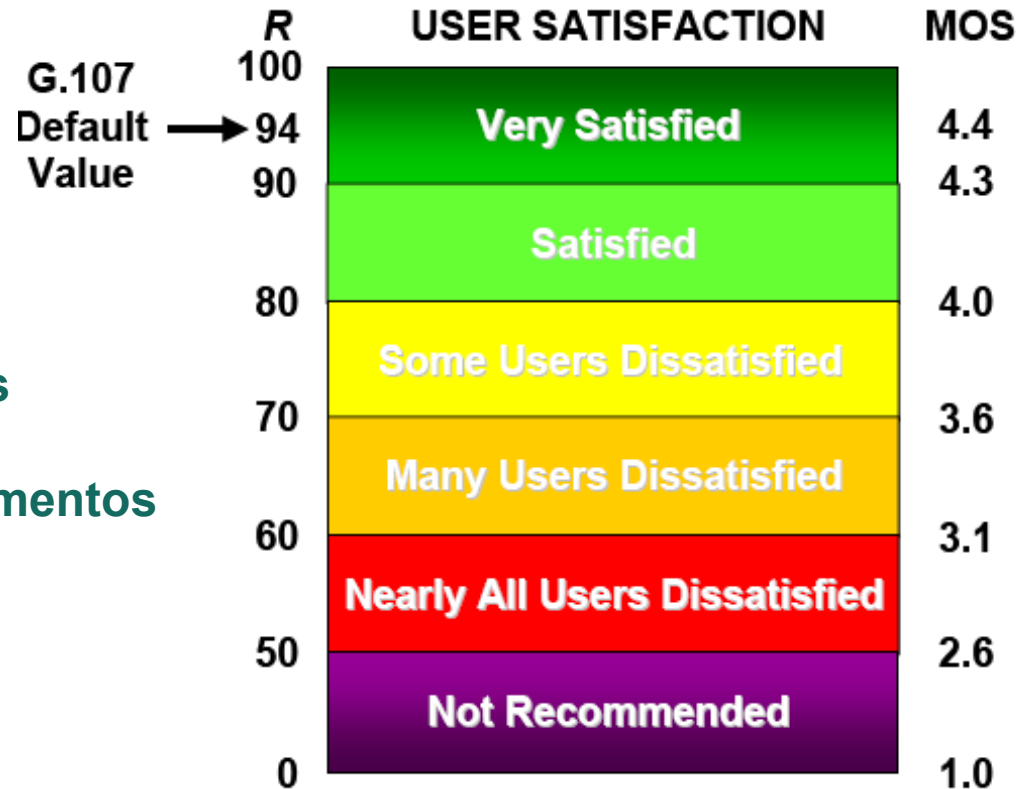 R USER SATISFACTION MOS
100
G.107
Default
Value
94 Very Satisfied 4.4
90 4.3
Satisfied
80 4.0
Some Users Dissatisfied
s
70 3.6
Many Users Dissatisfied
mentos
60 3.1
Nearly All Users Dissatisfied
50 2.6
Not Recommended
0 1.0